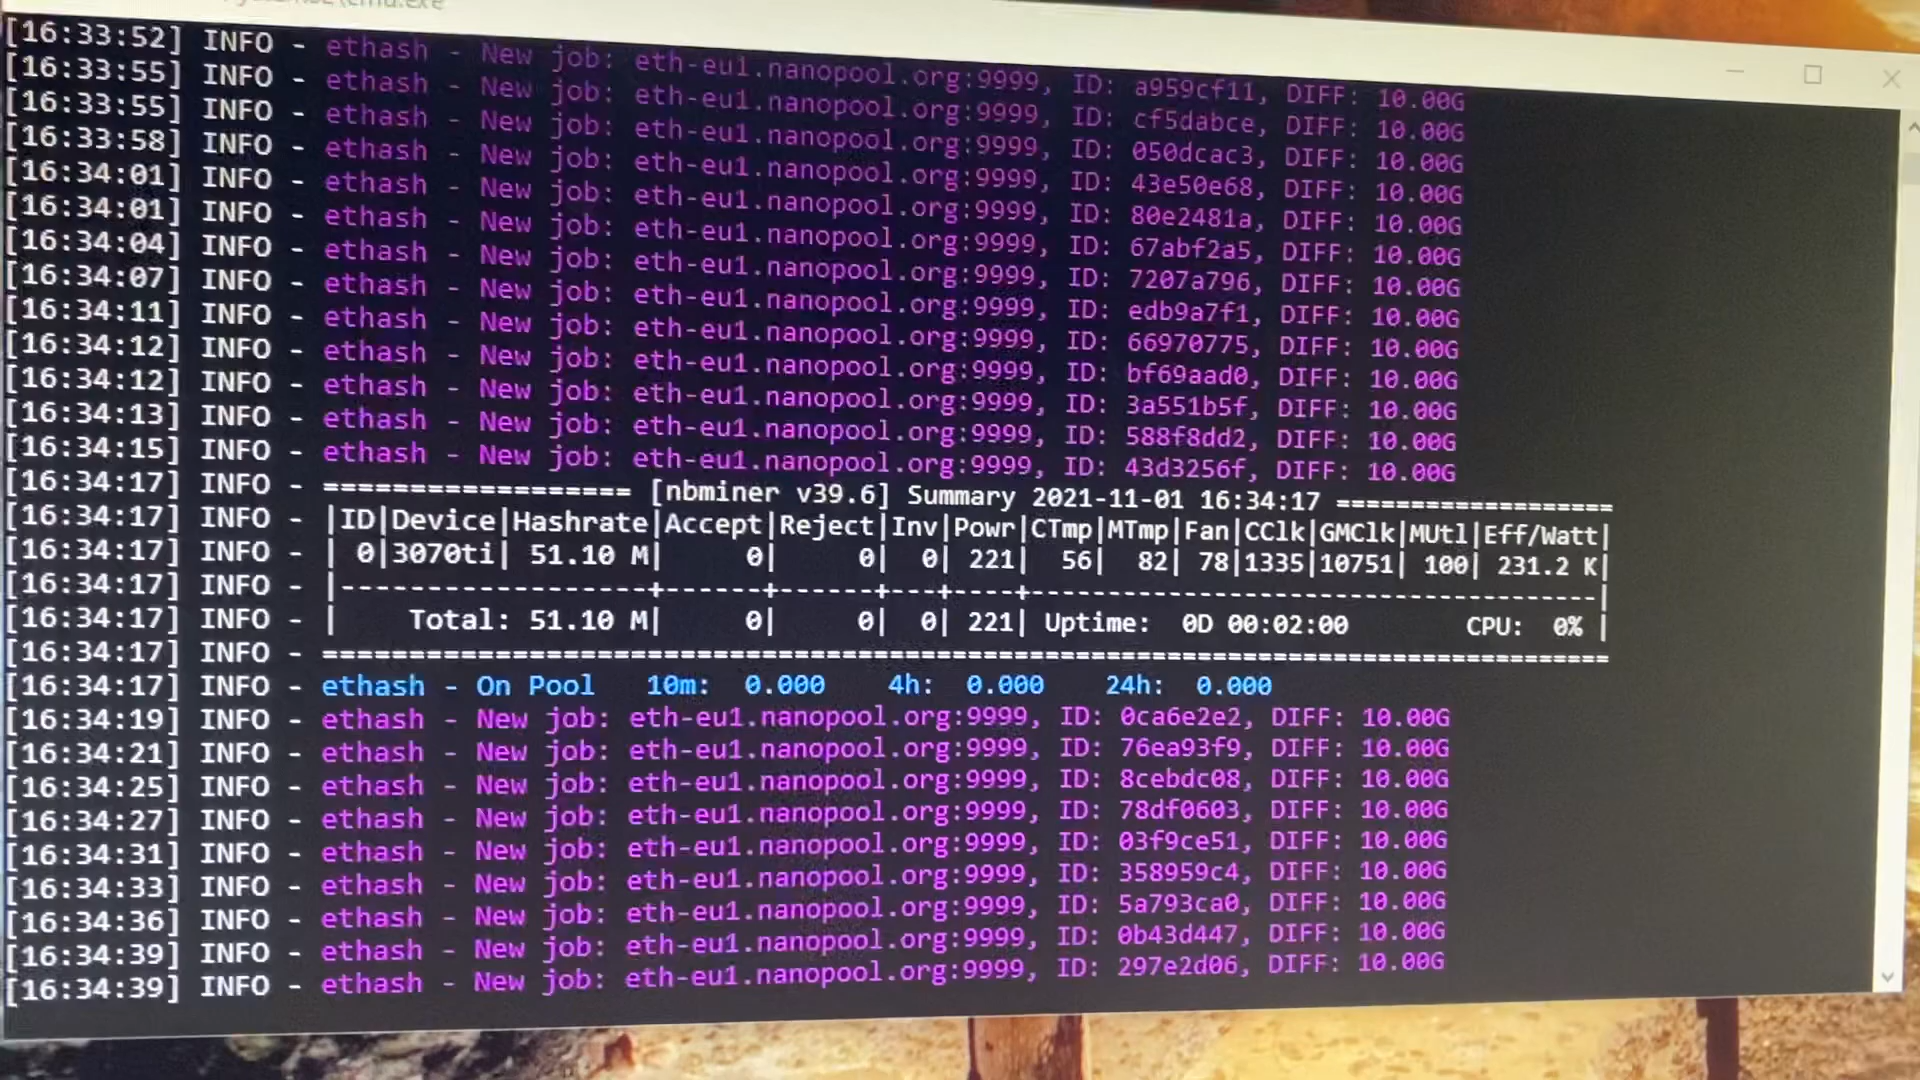 cmd.exe
[16:33:52] INFO - ethash - New job: eth-eu1.nanopool.org:9999, ID: a959cf11, DIFF: 10.00G
[16:33:55] INFO - ethash - New job: eth-eu1.nanopool.org:9999, ID: cf5dabce, DIFF: 10.00G
[16:33:55] INFO - ethash - New job: eth-eu1.nanopool.org:9999, ID: 050dcac3, DIFF: 10.00G
[16:33:58] INFO - ethash - New job: eth-eu1.nanopool.org:9999, ID: 43e50e68, DIFF: 10.00G
[16:34:01] INFO - ethash - New job: eth-eu1.nanopool.org:9999, ID: 80e2481a, DIFF: 10.00G
[16:34:01] INFO - ethash - New job: eth-eu1.nanopool.org:9999, ID: 67abf2a5, DIFF: 10.00G
[16:34:04] INFO - ethash - New job: eth-eu1.nanopool.org:9999, ID: 7207a796, DIFF: 10.00G
[16:34:07] INFO - ethash - New job: eth-eu1.nanopool.org:9999, ID: edb9a7f1, DIFF: 10.00G
[16:34:11] INFO - ethash - New job: eth-eu1.nanopool.org:9999, ID: 66970775, DIFF: 10.00G
[16:34:12] INFO - ethash - New job: eth-eu1.nanopool.org:9999, ID: bf69aad0, DIFF: 10.00G
[16:34:12] INFO - ethash - New job: eth-eu1.nanopool.org:9999, ID: 3a551b5f, DIFF: 10.00G
[16:34:13] INFO - ethash - New job: eth-eu1.nanopool.org:9999, ID: 588f8dd2, DIFF: 10.00G
[16:34:15] INFO - ethash - New job: eth-eu1.nanopool.org:9999, ID: 43d3256f, DIFF: 10.00G
[16:34:17] INFO - ================== [nbminer v39.6] Summary 2021-11-01 16:34:17 ==================
[16:34:17] INFO - |ID|Device|Hashrate|Accept|Reject|Inv|Powr|CTmp|MTmp|Fan|CClk|GMClk|MUtl|Eff/Watt|
[16:34:17] INFO - | 0|3070ti| 51.10 M| 0| 0| 0| 221| 56| 82| 78|1335|10751| 100| 231.2 K|
[16:34:17] INFO - |------------------+------+-------+---+----+--------------------------------------|
[16:34:17] INFO - | Total: 51.10 M| 0| 0| 0| 221| Uptime: 0D 00:02:00 CPU: 0% |
[16:34:17] INFO - ==================================================================================
[16:34:17] INFO - ethash - On Pool 10m: 0.000 4h: 0.000 24h: 0.000
[16:34:19] INFO - ethash - New job: eth-eu1.nanopool.org:9999, ID: 0ca6e2e2, DIFF: 10.00G
[16:34:21] INFO - ethash - New job: eth-eu1.nanopool.org:9999, ID: 76ea93f9, DIFF: 10.00G
[16:34:25] INFO - ethash - New job: eth-eu1.nanopool.org:9999, ID: 8cebdc08, DIFF: 10.00G
[16:34:27] INFO - ethash - New job: eth-eu1.nanopool.org:9999, ID: 78df0603, DIFF: 10.00G
[16:34:31] INFO - ethash - New job: eth-eu1.nanopool.org:9999, ID: 03f9ce51, DIFF: 10.00G
[16:34:33] INFO - ethash - New job: eth-eu1.nanopool.org:9999, ID: 358959c4, DIFF: 10.00G
[16:34:36] INFO - ethash - New job: eth-eu1.nanopool.org:9999, ID: 5a793ca0, DIFF: 10.00G
[16:34:39] INFO - ethash - New job: eth-eu1.nanopool.org:9999, ID: 0b43d447, DIFF: 10.00G
[16:34:39] INFO - ethash - New job: eth-eu1.nanopool.org:9999, ID: 297e2d06, DIFF: 10.00G